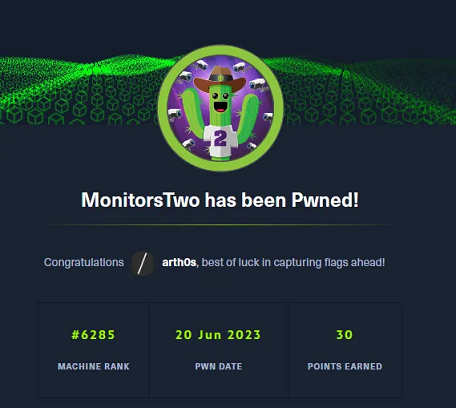 2
MonitorsTwo has been Pwned!
Congratulations arth0s, best of luck in capturing flags ahead!
#6285 20 Jun 2023 30
MACHINE RANK PWN DATE POINTS EARNED